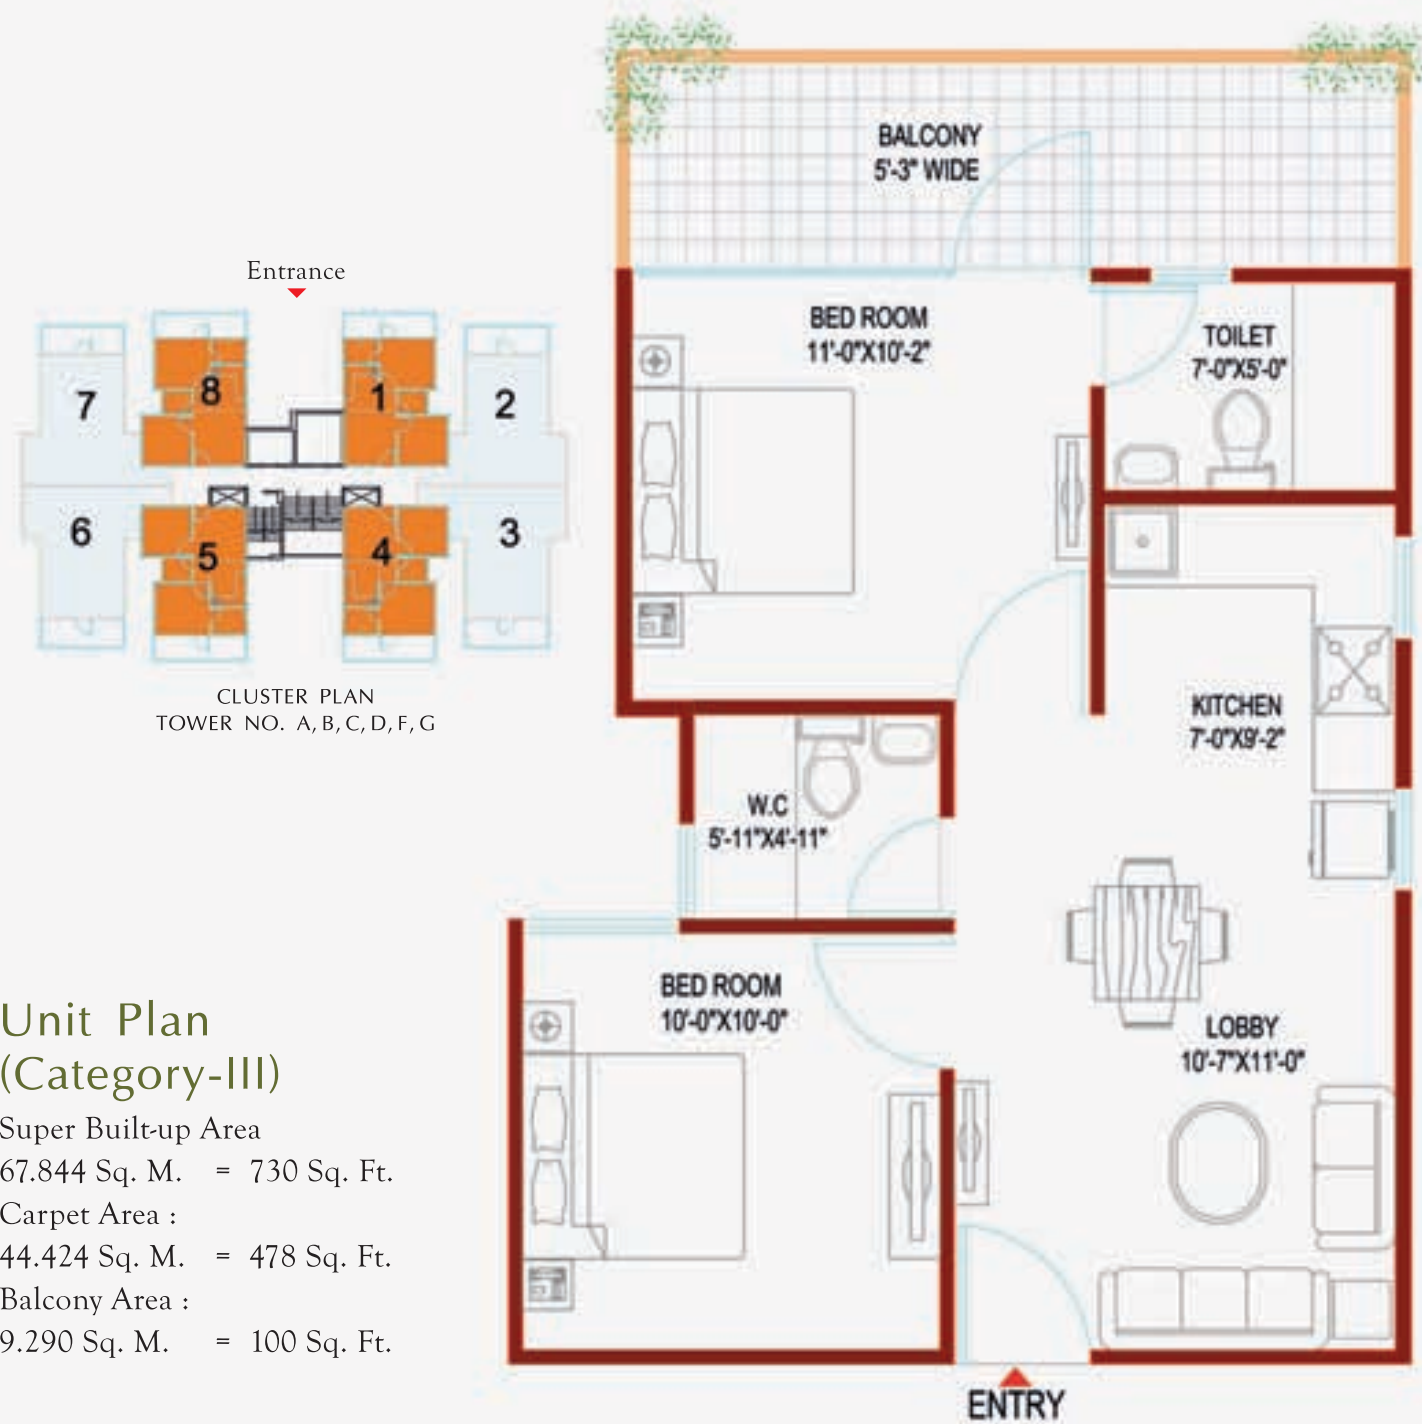 BALCONY
5'-3" WIDE
Entrance
BED ROOM
11'-0"X10'-2"
TOILET
7'-0"X5'-0"
8
1
7
2
6
3
5
4
CLUSTER PLAN
TOWER NO. A, B, C, D, F, G
KITCHEN
7'-0"X9'-2"
W.C
5'-11"X4'-11"
BED ROOM
10'-0"X10'-0"
LOBBY
10'-7"X11'-0"
Unit Plan
(Category-III)
Super Built-up Area
67.844 Sq. M. = 730 Sq. Ft.
Carpet Area :
44.424 Sq. M. = 478 Sq. Ft.
Balcony Area :
9.290 Sq. M. = 100 Sq. Ft.
ENTRY